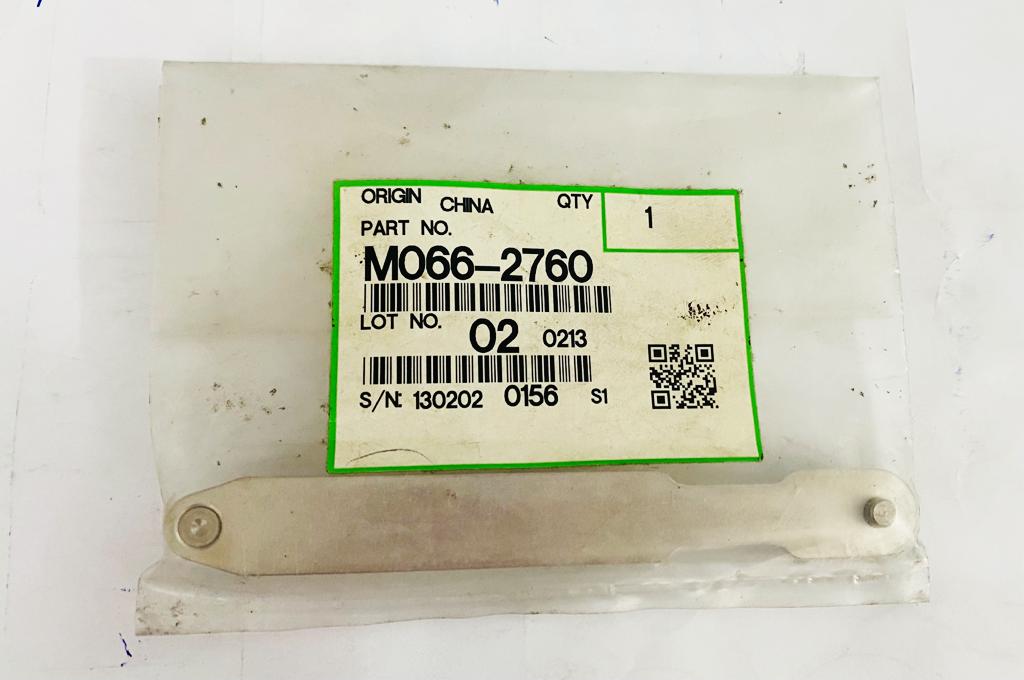 ORIGIN CHINA QTY 1
PART NO.
M066-2760
LOT NO. 02 0213
S/N: 130202 0156 S1